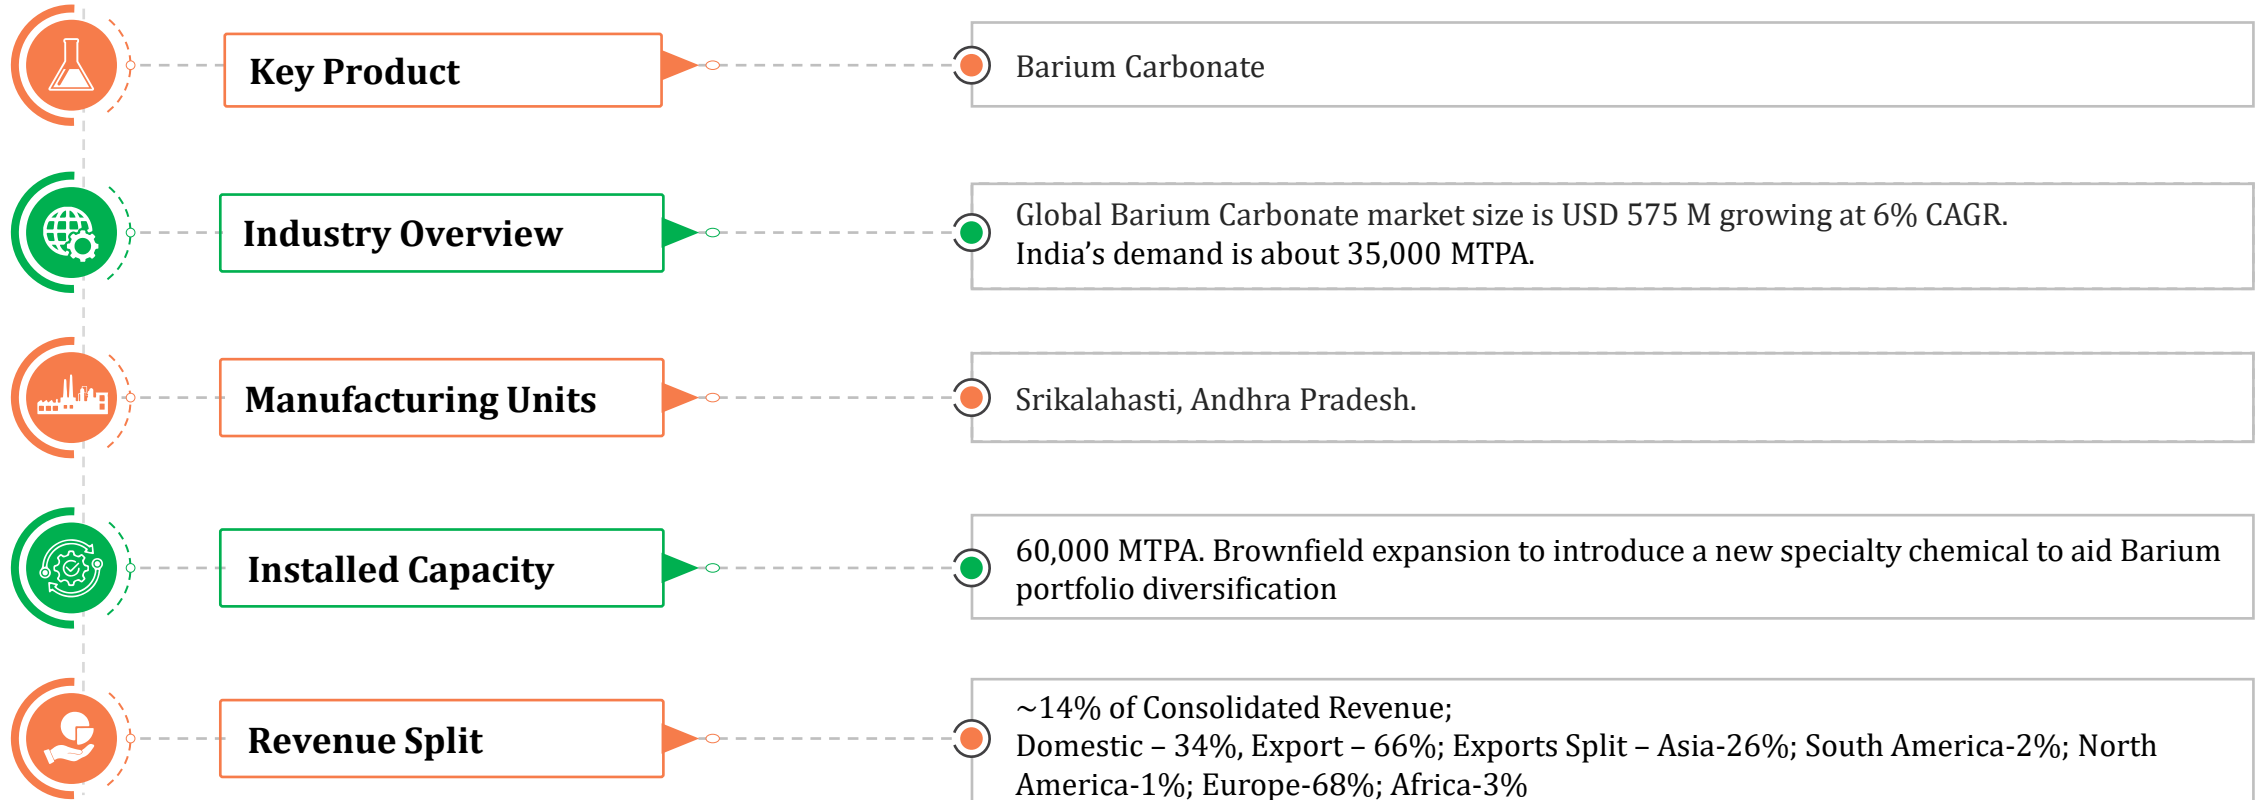 Key Product
Barium Carbonate
Industry Overview
Global Barium Carbonate market size is USD 575 M growing at 6% CAGR.
India’s demand is about 35,000 MTPA.
Manufacturing Units
Srikalahasti, Andhra Pradesh.
Installed Capacity
60,000 MTPA. Brownfield expansion to introduce a new specialty chemical to aid Barium
portfolio diversification
Revenue Split
~14% of Consolidated Revenue;
Domestic – 34%, Export – 66%; Exports Split – Asia-26%; South America-2%; North
America-1%; Europe-68%; Africa-3%